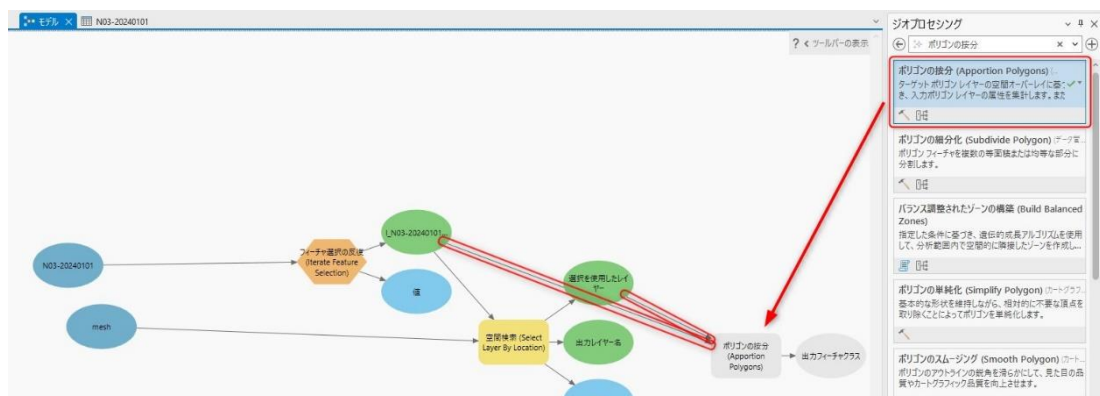 モデル × N03-20240101
? < ツールバーの表示
N03-20240101
mesh
フィーチャ選択の反復
(Iterate Feature
Selection)
I_N03-20240101...
値
空間検索 (Select
Layer By Location)
選択を使用したレイ
ヤー
出力レイヤー名
ポリゴンの按分
(Apportion
Polygons)
出力フィーチャクラス
ジオプロセシング
ポリゴンの按分
ポリゴンの按分 (Apportion Polygons)
ターゲット ポリゴン レイヤーの空間オーバーレイに基づ
き、入力ポリゴン レイヤーの属性を集計します。また
ポリゴンの細分化 (Subdivide Polygon)
ポリゴン フィーチャを複数の等面積または均等な部分に
分割します。
バランス調整されたゾーンの構築 (Build Balanced
Zones)
指定した条件に基づき、遺伝的成長アルゴリズムを使用
して、分析範囲内で空間的に隣接したゾーンを作成し...
ポリゴンの単純化 (Simplify Polygon) (カートグラフ...
基本的な形状を維持しながら、相対的に不要な頂点を
取り除くことによってポリゴンを単純化します。
ポリゴンのスムージング (Smooth Polygon) (カート...
ポリゴンのアウトラインの鋭角を滑らかにして、見た目の品
質やカートグラフィック品質を向上させます。